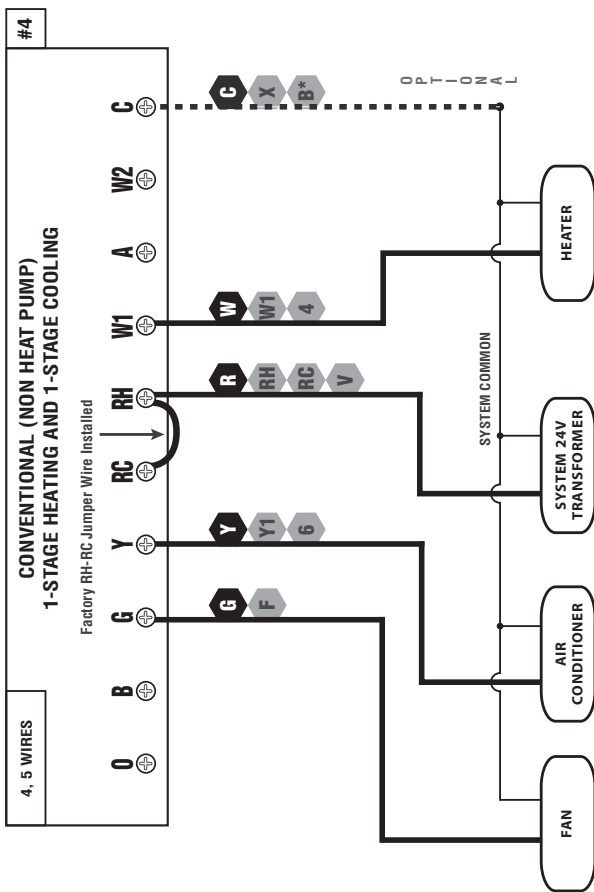 #4
4, 5 WIRES
CONVENTIONAL (NON HEAT PUMP)
1-STAGE HEATING AND 1-STAGE COOLING
Factory RH-RC Jumper Wire Installed
O B G Y RC RH W1 A W2 C
G Y R W C
F Y1 RH W1 X
6 RC 4 B*
V
OPTIONAL
SYSTEM COMMON
FAN
AIR
CONDITIONER
SYSTEM 24V
TRANSFORMER
HEATER